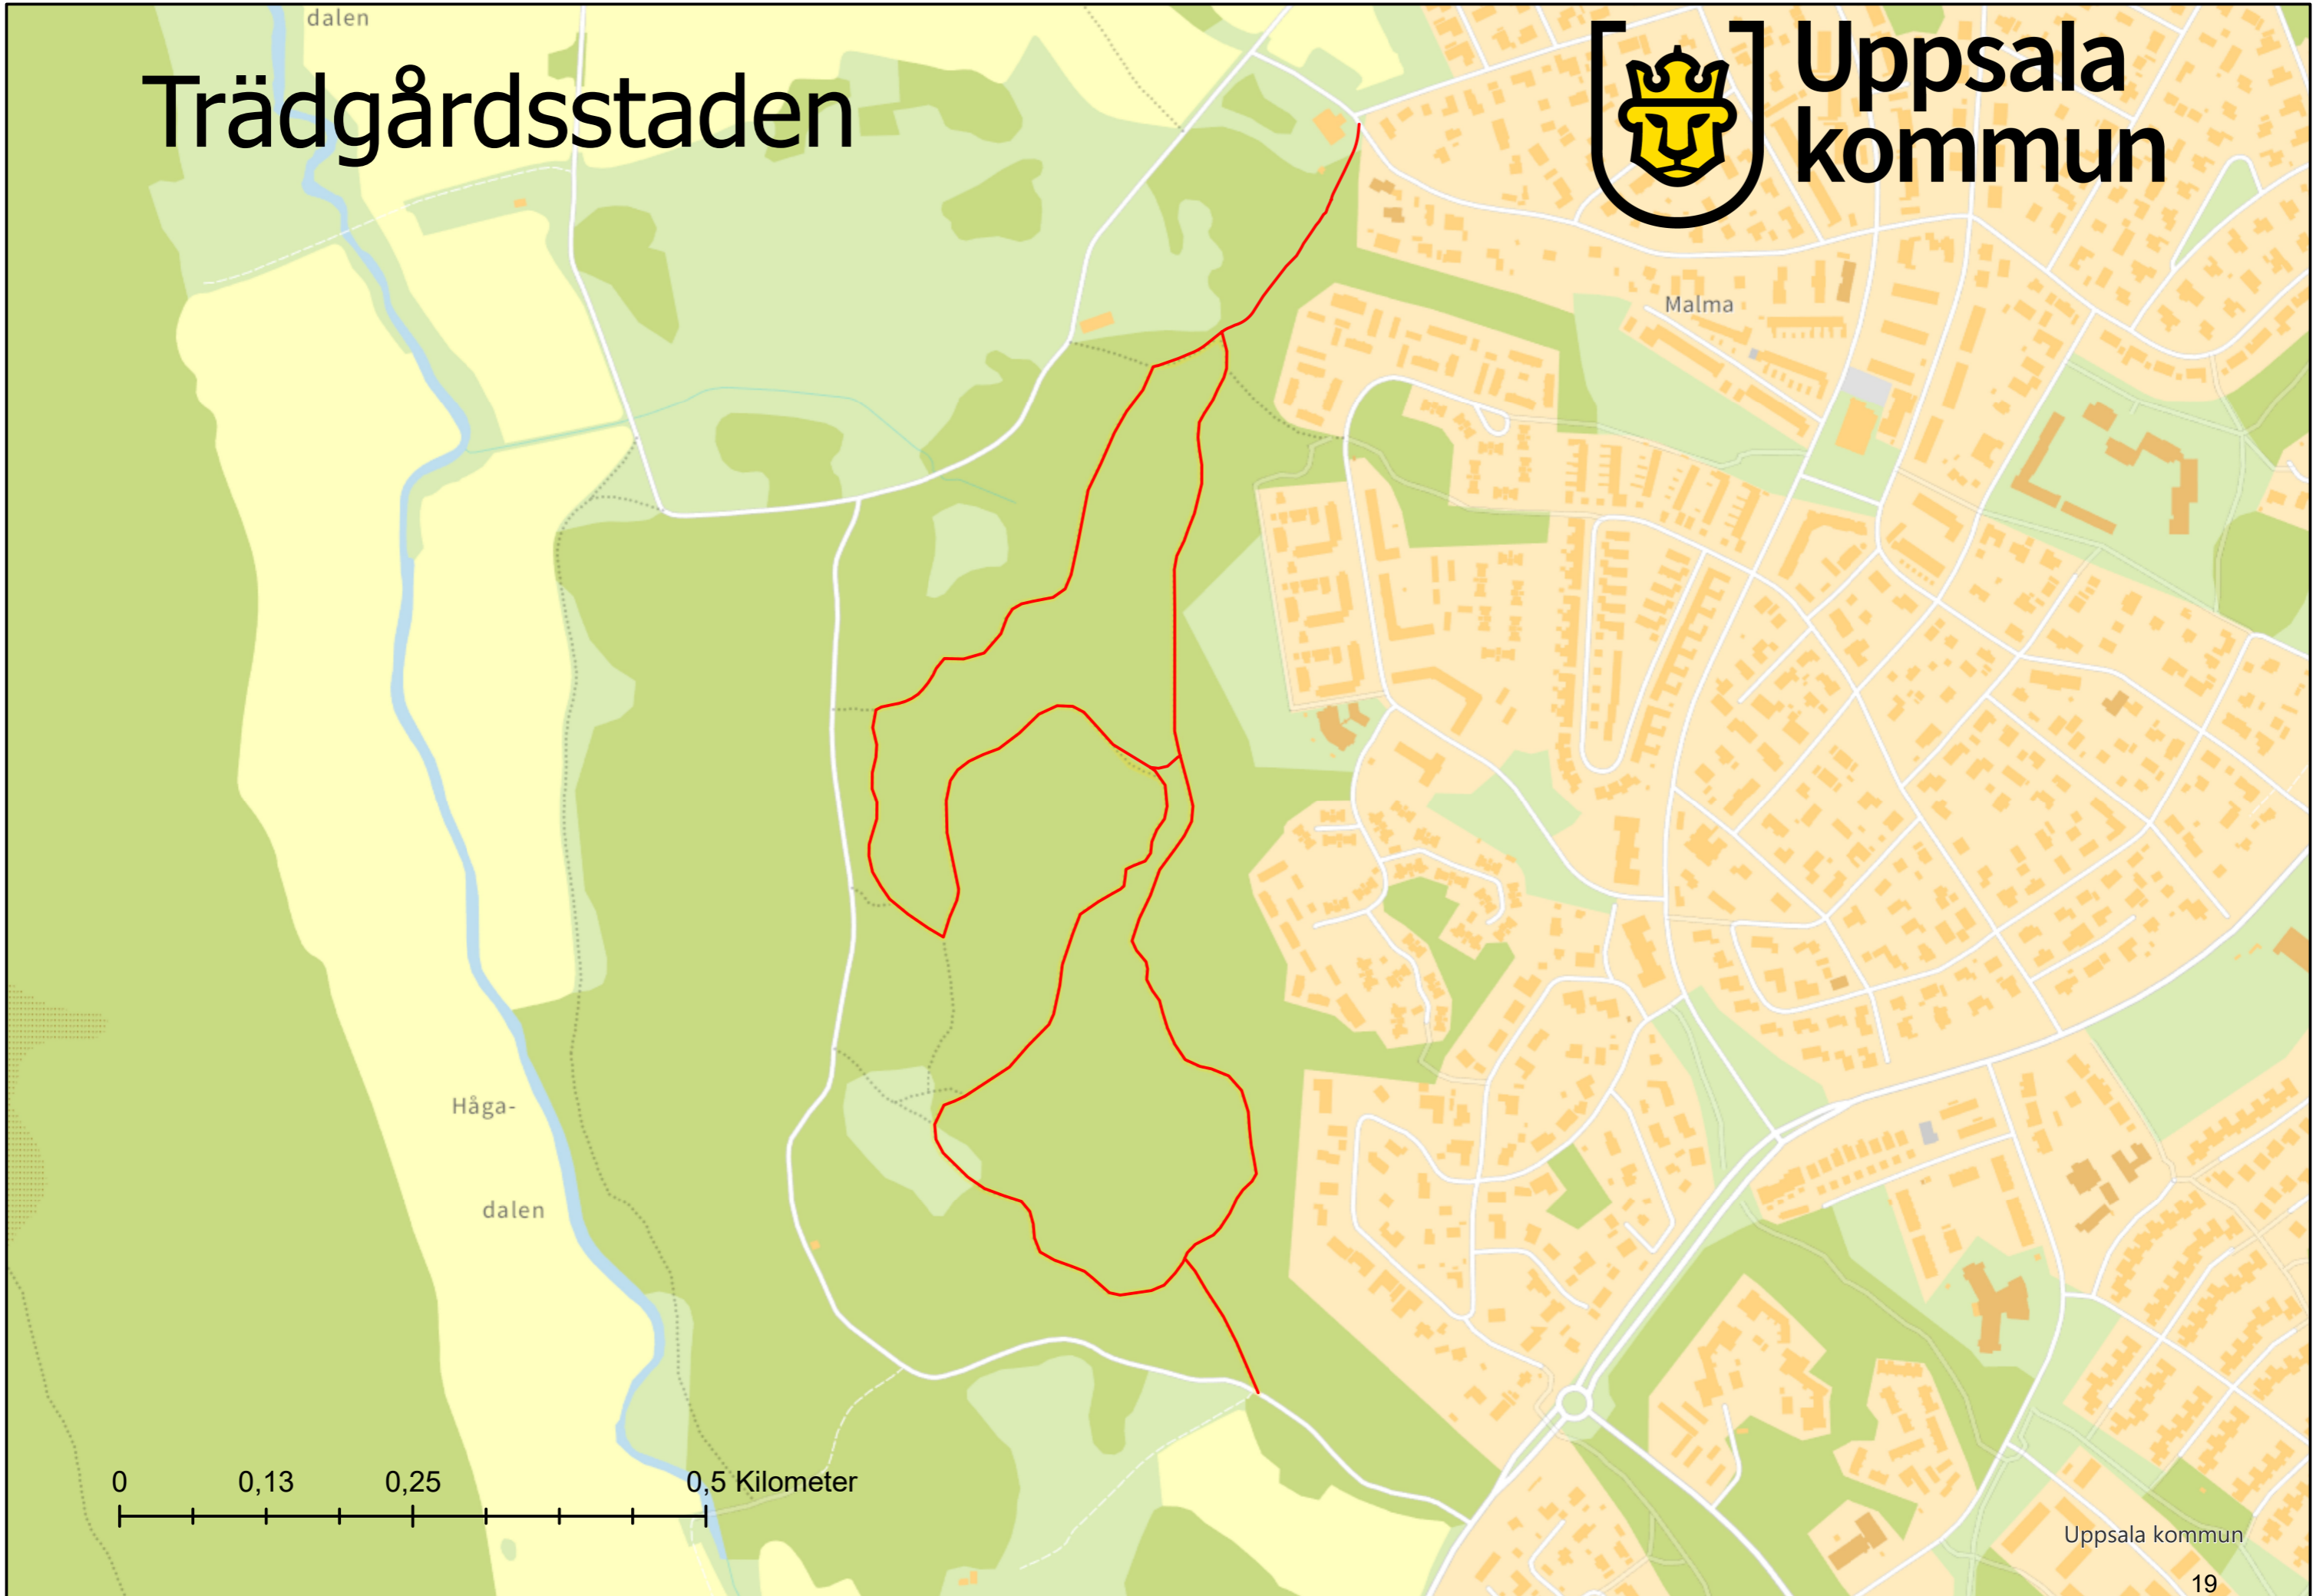 dalen
Trädgårdsstaden
Uppsala
kommun
Malma
Håga-
dalen
0 0,13 0,25 0,5 Kilometer
Uppsala kommun
19